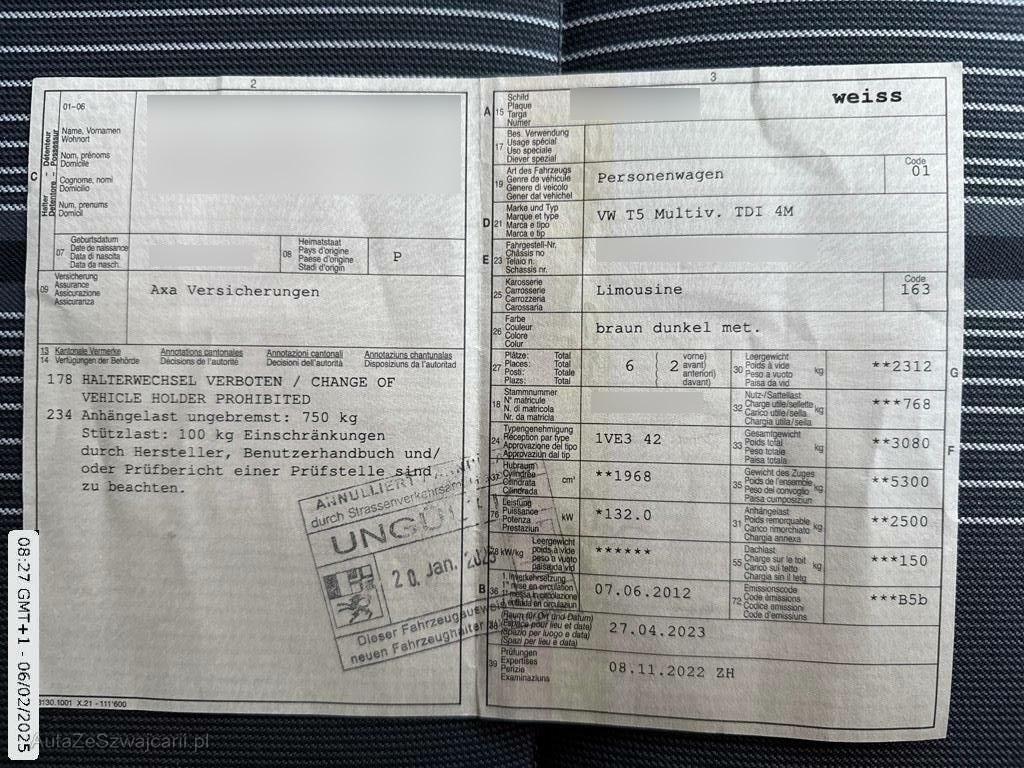 2
01-06
Halter - Détenteur
Detentore - Possessur
C
Name, Vornamen
Wohnort
Nom, prénoms
Domicile
Cognome, nomi
Domicilio
Num, prenums
Domicil
07
Geburtsdatum
Date de naissance
Data di nascita
Data da nasch.
08
Heimatstaat
Pays d'origine
Paese d'origine
Stadi d'origin
P
09
Versicherung
Assurance
Assicurazione
Assicuranza
Axa Versicherungen
13 Kantonale Vermerke Annotations cantonales Annotazioni cantonali Annotaziuns chantunalas
14 Verfügungen der Behörde Décisions de l'autorité Decisioni dell'autorità Disposiziuns da l'autoritad
178 HALTERWECHSEL VERBOTEN / CHANGE OF
VEHICLE HOLDER PROHIBITED
234 Anhängelast ungebremst: 750 kg
Stützlast: 100 kg Einschränkungen
durch Hersteller, Benutzerhandbuch und/
oder Prüfbericht einer Prüfstelle sind
zu beachten.
ANNULLIERT
durch Strassenverkehrsamt
20. Jan. 2025
Dieser Fahrzeugausweis
neuen Fahrzeughalter
X.21 - 111'600
3
A 15
Schild
Plaque
Targa
Numer
weiss
17
Bes. Verwendung
Usage spécial
Uso speciale
Diever spezial
19
Art des Fahrzeugs
Genre de véhicule
Genere di veicolo
Gener dal vehichel
Personenwagen
Code
01
D 21
Marke und Typ
Marque et type
Marca e tipo
Marca e tip
VW T5 Multiv. TDI 4M
E 23
Fahrgestell-Nr.
Châssis no
Telaio n.
Schassis nr.
25
Karosserie
Carrosserie
Carrozzeria
Carossaria
Limousine
Code
163
26
Farbe
Couleur
Colore
Colur
braun dunkel met.
27
Plätze: Total
Places: Total
Posti: Totale
Plazs: Total
6 { 2
vorne)
avant)
anteriori)
davant)
30
Leergewicht
Poids à vide
Peso a vuoto
Paisa da vid
kg
**2312
G
18
Stammnummer
N° matricule
N. di matricola
Nr. da matricla
32
Nutz-/Sattellast
Charge utile/sellette
Carico utile/sella
Chargia utila/sella
kg
***768
24
Typengenehmigung
Réception par type
Approvazione del tipo
Approvaziun dal tip
1VE3 42
33
Gesamtgewicht
Poids total
Peso totale
Paisa totala
kg
**3080
F
Hubraum
Cylindrée
Cilindrata
Cilindrada
cm³
**1968
35
Gewicht des Zuges
Poids de l'ensemble
Peso del convoglio
Paisa cumposiziun
kg
**5300
76
Leistung
Puissance
Potenza
Prestaziun
kW
*132.0
31
Anhängelast
Poids remorquable
Carico rimorchiato
Chargia annexa
kg
**2500
78 kW/kg
Leergewicht
poids à vide
peso a vuoto
paisa da vid
******
55
Dachlast
Charge sur le toit
Carico sul tetto
Chargia sin il tetg
kg
***150
B 36
1. Inverkehrsetzung
1re mise en circulation
07.06.2012
72
Emissionscode
Code émissions
Codice emissioni
Code d'emissiuns
***B5b
(Raum für Ort und Datum)
(Espace pour lieu et date)
(Spazio per luogo e data)
(Spazi per lieu e data)
27.04.2023
39
Prüfungen
Expertises
Perizie
Examinaziuns
08.11.2022 ZH
08:27 GMT+1 - 06/02/2025
AutaZeSzwajcarii.pl